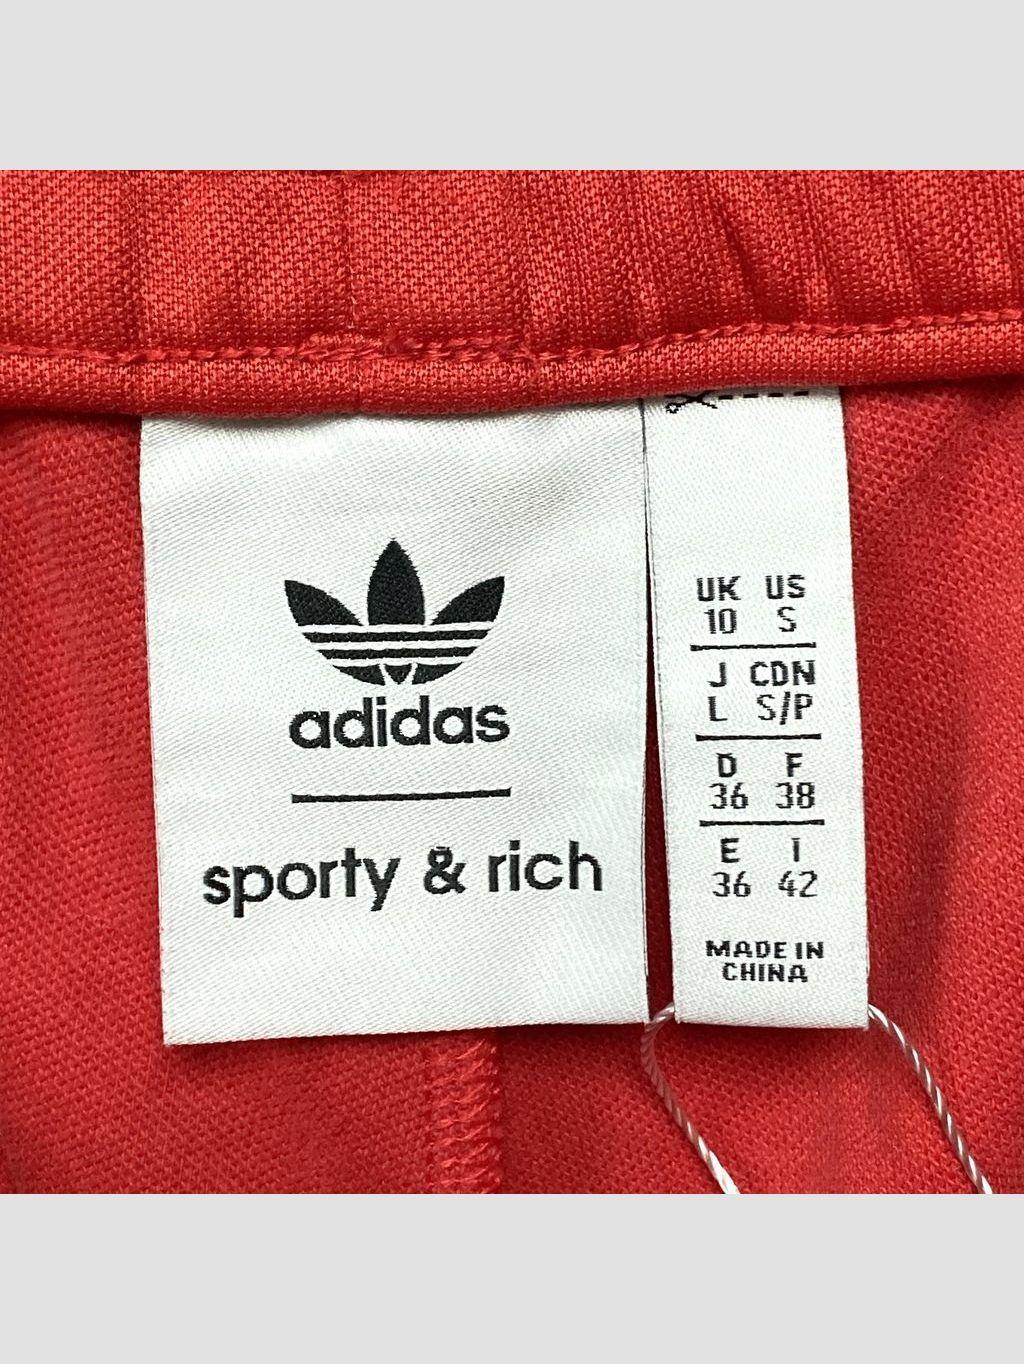 adidas
sporty & rich
UK US
10 S
J CDN
L S/P
D F
36 38
E I
36 42
MADE IN
CHINA